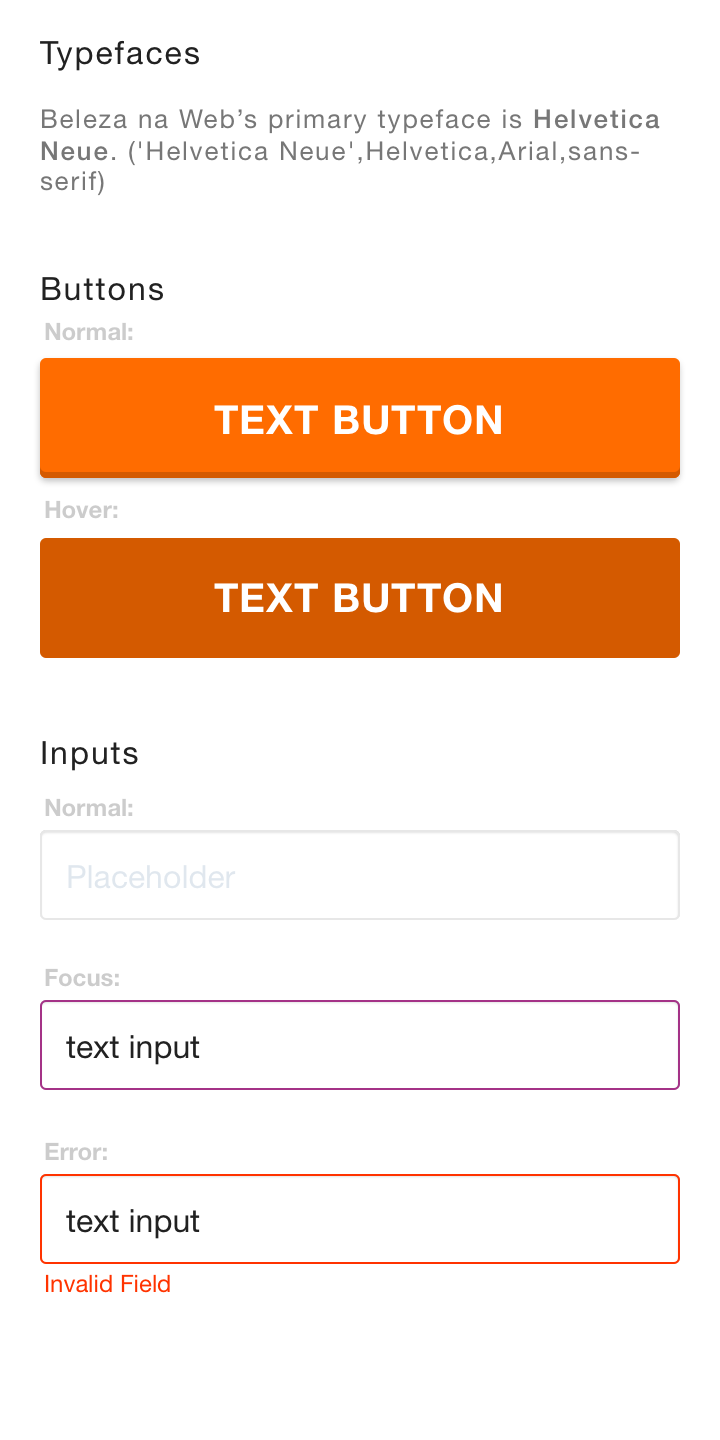 Typefaces
Beleza na Web’s primary typeface is Helvetica
Neue. ('Helvetica Neue',Helvetica,Arial,sans-
serif)
Buttons
Normal:
TEXT BUTTON
Hover:
TEXT BUTTON
Inputs
Normal:
Placeholder
Focus:
text input
Error:
text input
Invalid Field